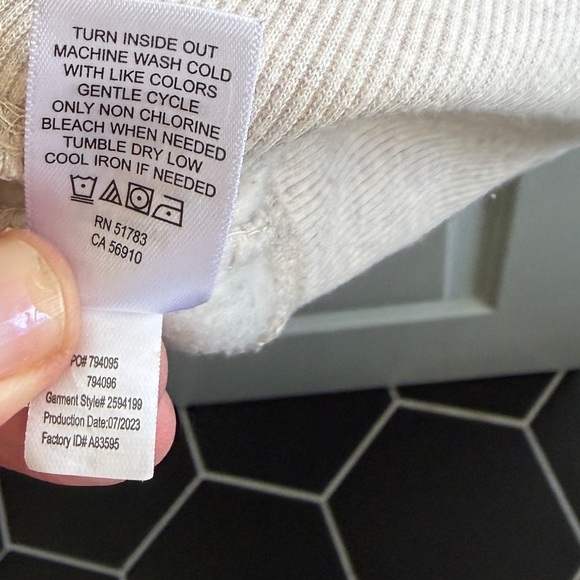 TURN INSIDE OUT
MACHINE WASH COLD
WITH LIKE COLORS
GENTLE CYCLE
ONLY NON CHLORINE
BLEACH WHEN NEEDED
TUMBLE DRY LOW
COOL IRON IF NEEDED
RN 51783
CA 56910
PO# 794095
794096
Garment Style# 2594199
Production Date:07/2023
Factory ID# A83595